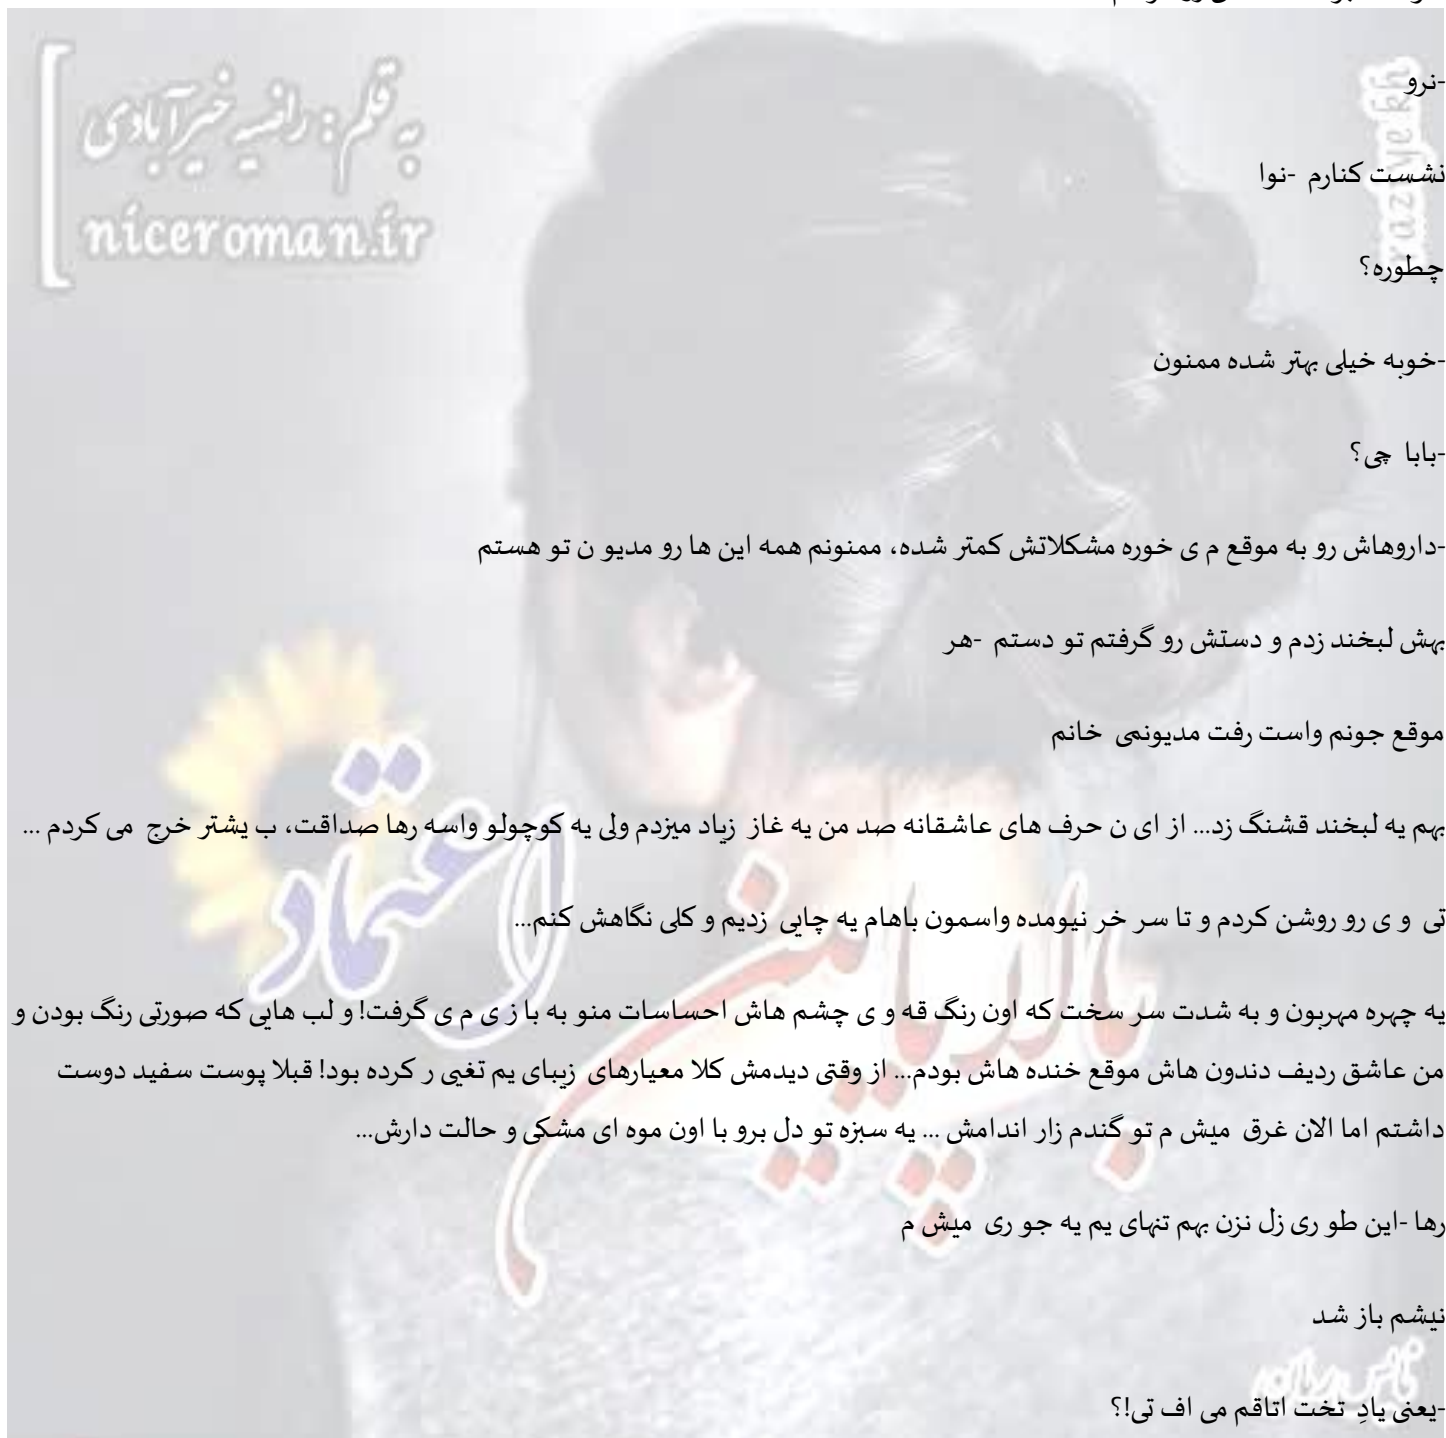 -نرو
به قلم : راضیه خیرآبادی
niceroman.ir
نشست کنارم -نوا
چطوره؟
-خوبه خیلی بهتر شده ممنون
-بابا چی؟
-داروهاش رو به موقع م ی خوره مشکلاتش کمتر شده، ممنونم همه این ها رو مدیو ن تو هستم
بهش لبخند زدم و دستش رو گرفتم تو دستم -هر
موقع جونم واست رفت مدیونمی خانم
بهم یه لبخند قشنگ زد... از ای ن حرف های عاشقانه صد من یه غاز زیاد میزدم ولی یه کوچولو واسه رها صداقت، ب یشتر خرج می کردم ...
تی و ی رو روشن کردم و تا سر خر نیومده واسمون باهام یه چایی زدیم و کلی نگاهش کنم...
یه چهره مهربون و به شدت سر سخت که اون رنگ قه و ی چشم هاش احساسات منو به با ز ی م ی گرفت! و لب هایی که صورتی رنگ بودن و
من عاشق ردیف دندون هاش موقع خنده هاش بودم... از وقتی دیدمش کلا معیارهای زیبای یم تغیی ر کرده بود! قبلا پوست سفید دوست
داشتم اما الان غرق میش م تو گندم زار اندامش ... یه سبزه تو دل برو با اون موه ای مشکی و حالت دارش...
بالا پایین اعتماد
رها -این طو ری زل نزن بهم تنهای یم یه جو ری میش م
نیشم باز شد
-یعنی یادِ تخت اتاقم می اف تی!؟